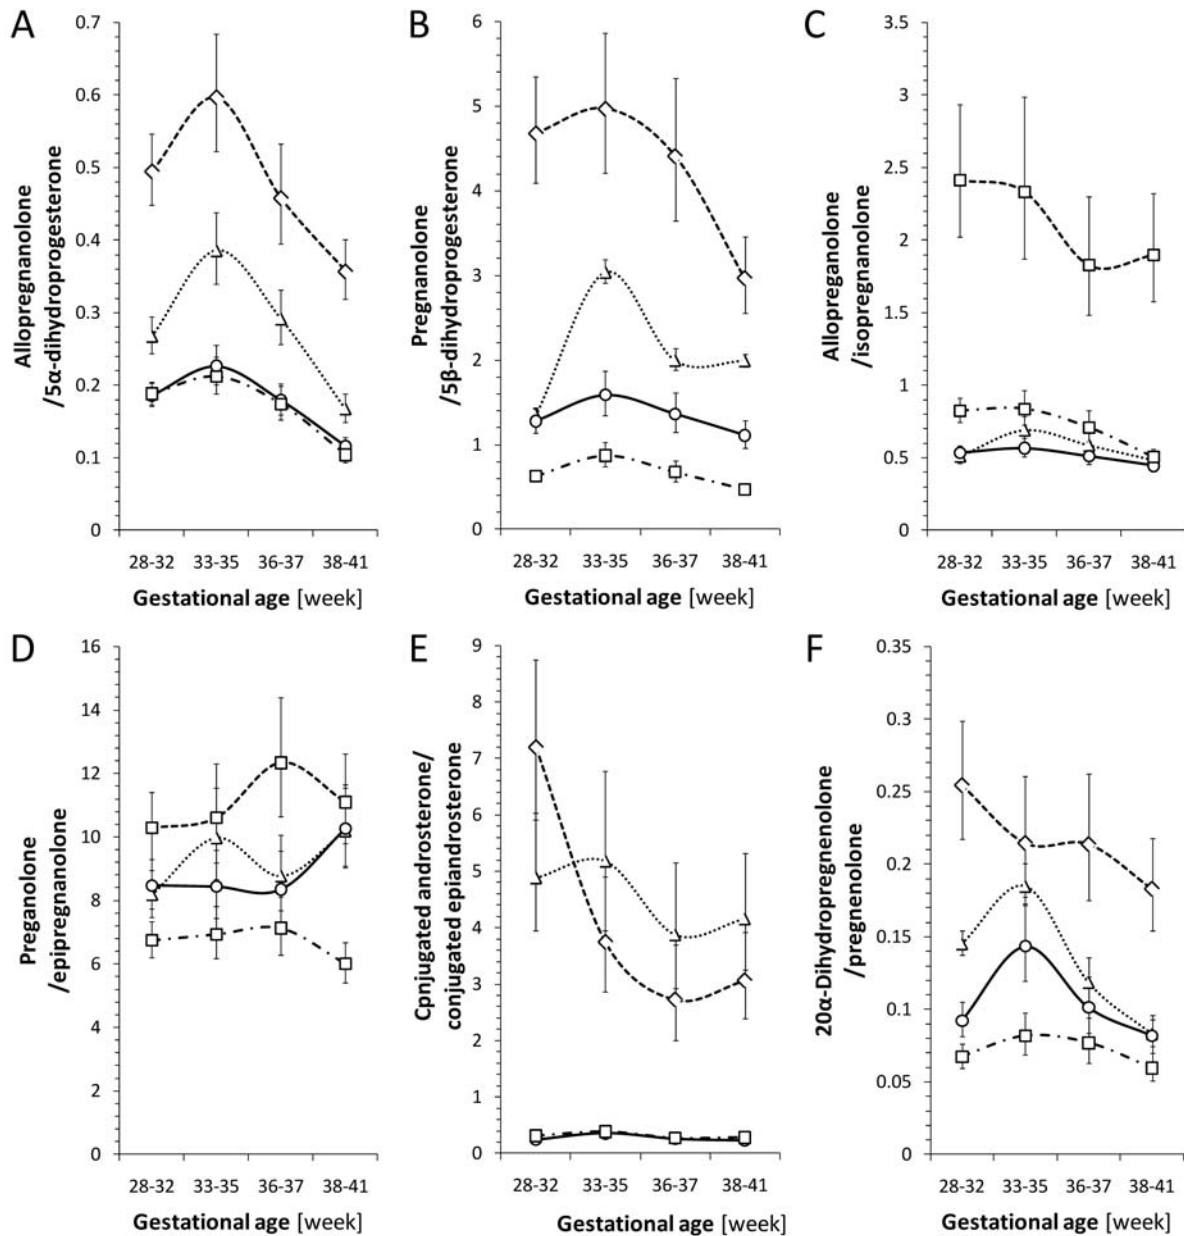 A
0.7
0.6
0.5
0.4
0.3
0.2
0.1
0
Allopregnanolone
/5α-dihydroprogesterone
28-32 33-35 36-37 38-41
Gestational age [week]
B
6
5
4
3
2
1
0
Pregnanolone
/5β-dihydroprogesterone
28-32 33-35 36-37 38-41
Gestational age [week]
C
3.5
3
2.5
2
1.5
1
0.5
0
Allopreganolone
/isopregnanolone
28-32 33-35 36-37 38-41
Gestational age [week]
D
16
14
12
10
8
6
4
2
0
Preganolone
/epipregnanolone
28-32 33-35 36-37 38-41
Gestational age [week]
E
9
8
7
6
5
4
3
2
1
0
Cpnjugated androsterone/
conjugated epiandrosterone
28-32 33-35 36-37 38-41
Gestational age [week]
F
0.35
0.3
0.25
0.2
0.15
0.1
0.05
0
20α-Dihydropregnenolone
/pregnenolone
28-32 33-35 36-37 38-41
Gestational age [week]